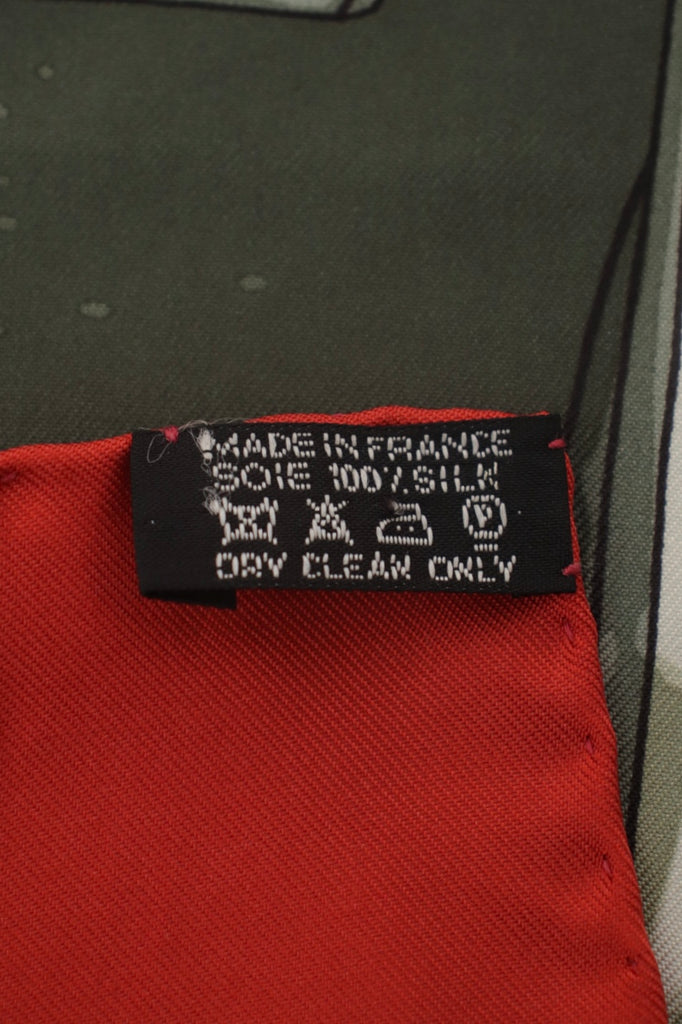 MADE IN FRANCE
SOIE 100% SILK
P
DRY CLEAN ONLY